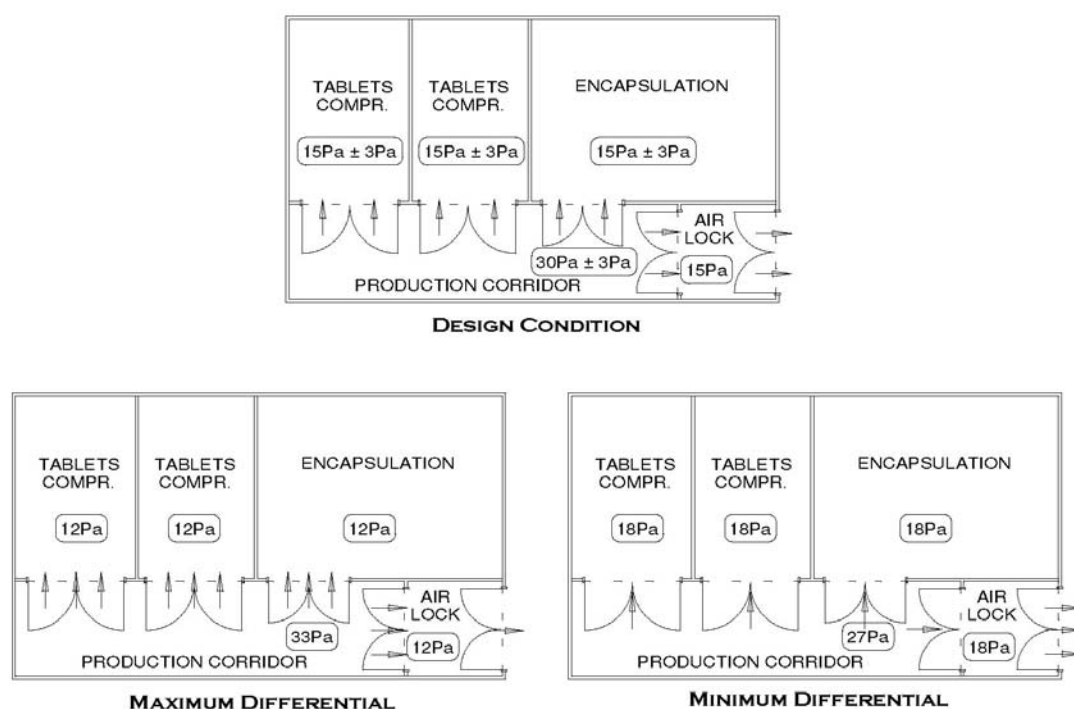 TABLETS
COMPR.
TABLETS
COMPR.
ENCAPSULATION
15Pa ± 3Pa
15Pa ± 3Pa
15Pa ± 3Pa
AIR
LOCK
30Pa ± 3Pa
15Pa
PRODUCTION CORRIDOR
DESIGN CONDITION
TABLETS
COMPR.
TABLETS
COMPR.
ENCAPSULATION
12Pa
12Pa
12Pa
AIR
LOCK
33Pa
12Pa
PRODUCTION CORRIDOR
MAXIMUM DIFFERENTIAL
TABLETS
COMPR.
TABLETS
COMPR.
ENCAPSULATION
18Pa
18Pa
18Pa
AIR
LOCK
27Pa
18Pa
PRODUCTION CORRIDOR
MINIMUM DIFFERENTIAL